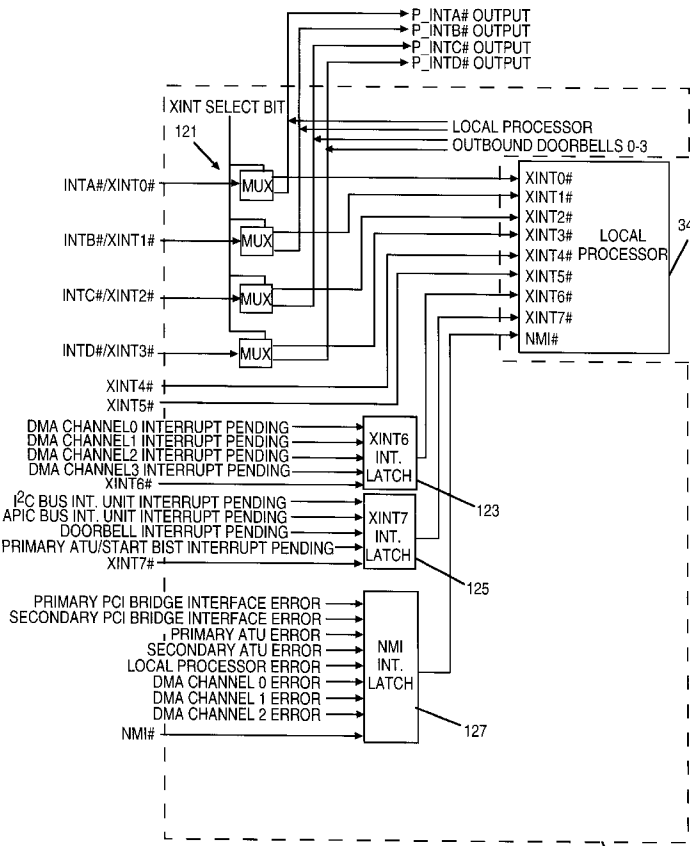 P_INTA# OUTPUT
P_INTB# OUTPUT
P_INTC# OUTPUT
P_INTD# OUTPUT
XINT SELECT BIT
121
LOCAL PROCESSOR
OUTBOUND DOORBELLS 0-3
INTA#/XINT0#
MUX
INTB#/XINT1#
MUX
INTC#/XINT2#
MUX
INTD#/XINT3#
MUX
XINT0#
XINT1#
XINT2#
XINT3#
XINT4#
XINT5#
XINT6#
XINT7#
NMI#
LOCAL
PROCESSOR
34
XINT4#
XINT5#
DMA CHANNEL0 INTERRUPT PENDING
DMA CHANNEL1 INTERRUPT PENDING
DMA CHANNEL2 INTERRUPT PENDING
DMA CHANNEL3 INTERRUPT PENDING
XINT6#
XINT6
INT.
LATCH
123
I²C BUS INT. UNIT INTERRUPT PENDING
APIC BUS INT. UNIT INTERRUPT PENDING
DOORBELL INTERRUPT PENDING
PRIMARY ATU/START BIST INTERRUPT PENDING
XINT7#
XINT7
INT.
LATCH
125
PRIMARY PCI BRIDGE INTERFACE ERROR
SECONDARY PCI BRIDGE INTERFACE ERROR
PRIMARY ATU ERROR
SECONDARY ATU ERROR
LOCAL PROCESSOR ERROR
DMA CHANNEL 0 ERROR
DMA CHANNEL 1 ERROR
DMA CHANNEL 2 ERROR
NMI#
NMI
INT.
LATCH
127